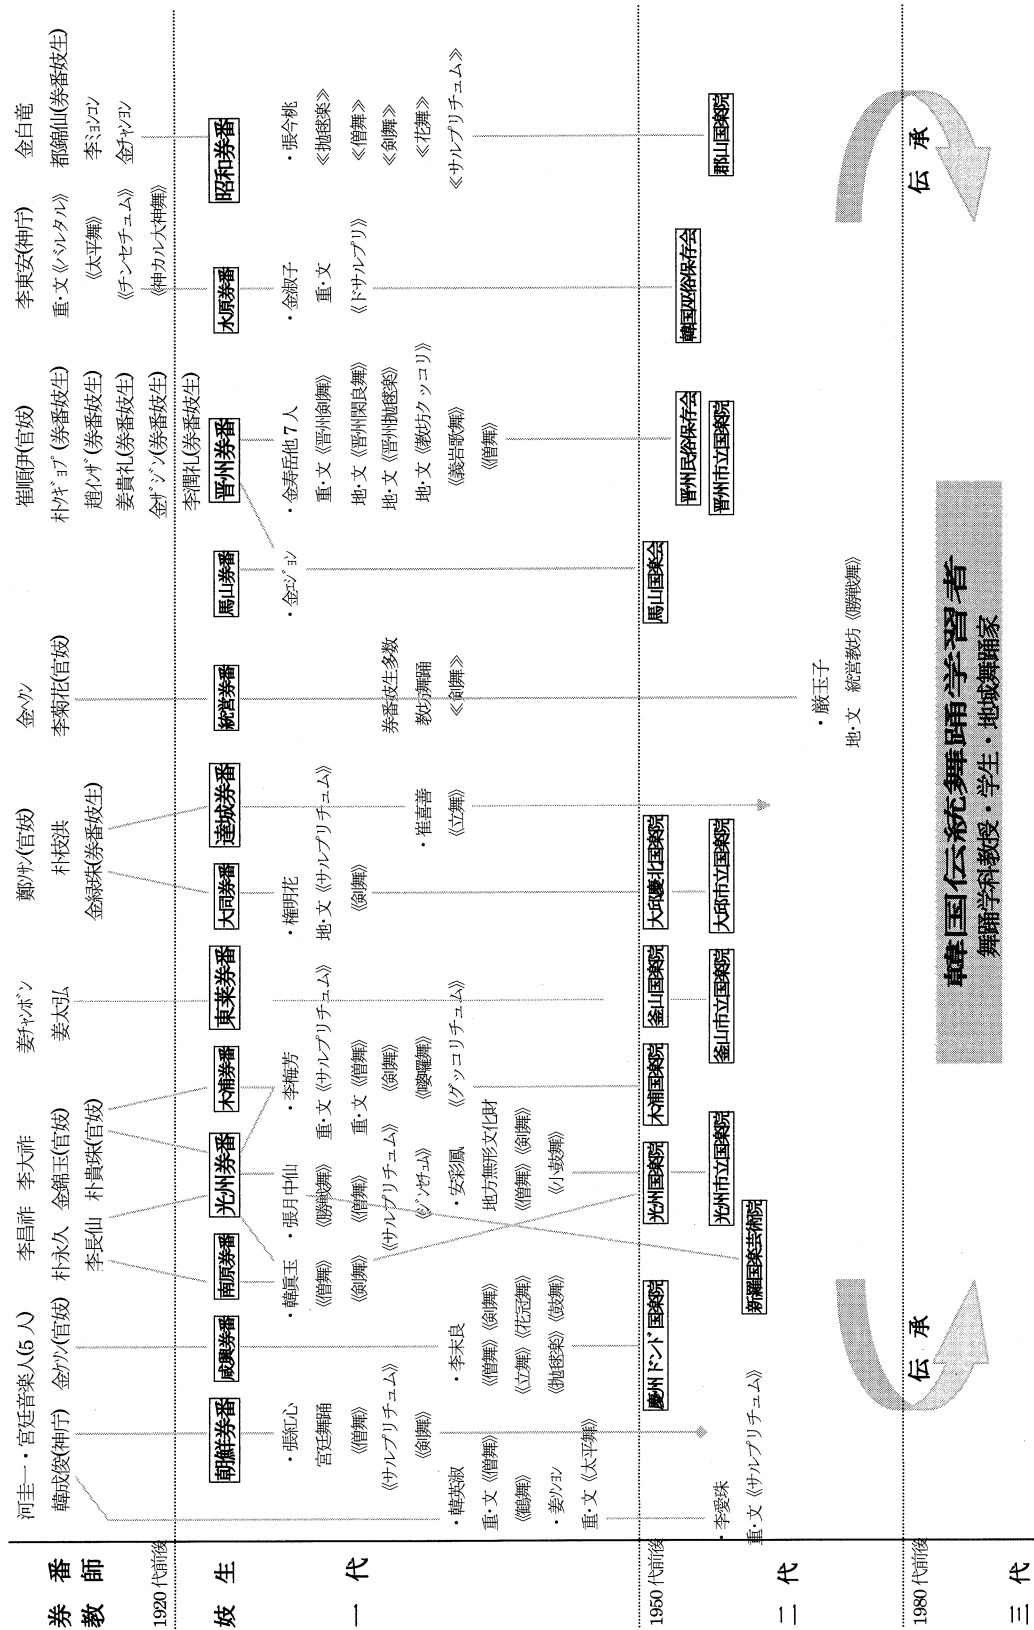 券番
教師
1920代前後
妓生
一代
1950代前後
二代
1980代前後
三代
河圭一・宮廷音楽人(5人)
韓成俊(神庁)
金ｹｿﾝ(官妓)
李昌祚 李大祚
朴永久 金錦玉(官妓)
李長仙 朴貴珠(官妓)
姜ﾁｬﾝﾎﾞﾝ
姜太弘
鄭ｿｻﾝ(官妓)
朴枝洪
金緑珠(券番妓生)
金ﾍｸﾝ
李菊花(官妓)
崔順伊(官妓)
朴ｸｷﾞｮﾌﾟ(券番妓生)
趙ｲﾝｻﾞ(券番妓生)
姜貴礼(券番妓生)
金ｻﾞｼﾞﾝ(券番妓生)
李潤礼(券番妓生)
李東安(神庁)
重・文《バルタル》
《太平舞》
《チンセチュム》
《神カル大神舞》
金白竜
都錦仙(券番妓生)
李ﾐｮﾝｺﾝ
金ﾁｬﾝﾖﾝ
朝鮮券番
咸興券番
南原券番
光州券番
木浦券番
東莱券番
大同券番
達城券番
統営券番
馬山券番
晋州券番
水原券番
昭和券番
・張紅心
宮廷舞踊
《僧舞》
《サルプリチュム》
《剣舞》
・韓英淑
重・文《僧舞》
《鶴舞》
・姜ｿﾝﾖﾝ
重・文《太平舞》
・李末良
《僧舞》《剣舞》
《立舞》《花冠舞》
《抛毬楽》《鼓舞》
・韓眞玉
《僧舞》
《剣舞》
・張月中仙
《勝戦舞》
《僧舞》
《サルプリチュム》
《ｼﾞﾝｾﾁｭﾑ》
・安彩鳳
地方無形文化財
《僧舞》《剣舞》
《小鼓舞》
・李梅芳
重・文《サルプリチュム》
重・文《僧舞》
《剣舞》
《嗩囉舞》
《グッコリチュム》
・権明花
地・文《サルプリチュム》
《剣舞》
・崔喜善
《立舞》
券番妓生多数
教坊舞踊
≪剣舞≫
・金ｴｼﾞｮﾝ
・金寿岳他7人
重・文《晋州剣舞》
地・文《晋州閑良舞》
地・文《晋州抛毬楽》
地・文《教坊クッコリ》
《義岩歌舞》
《僧舞》
・金淑子
重・文
《ドサルプリ》
・張今桃
≪抛毬楽≫
≪僧舞≫
≪剣舞≫
≪花舞≫
≪サルプリチュム≫
慶州ドンド国楽院
光州国楽院
木浦国楽院
釜山国楽院
大邱慶北国楽院
馬山国楽会
晋州民俗保存会
韓国巫俗保存会
光州市立国楽院
釜山市立国楽院
大邱市立国楽院
晋州市立国楽院
郡山国楽院
新羅国楽芸術院
・李愛珠
重・文《サルプリチュム》
・厳玉子
地・文 統営教坊《勝戦舞》
伝承
伝承
韓国伝統舞踊学習者
舞踊学科教授・学生・地域舞踊家